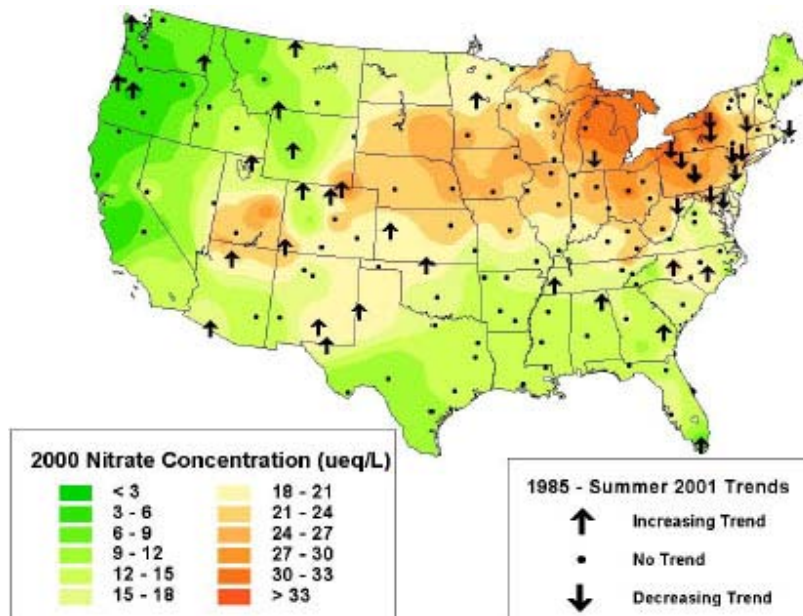 2000 Nitrate Concentration (ueq/L)
< 3
3 - 6
6 - 9
9 - 12
12 - 15
15 - 18
18 - 21
21 - 24
24 - 27
27 - 30
30 - 33
> 33
1985 - Summer 2001 Trends
Increasing Trend
No Trend
Decreasing Trend